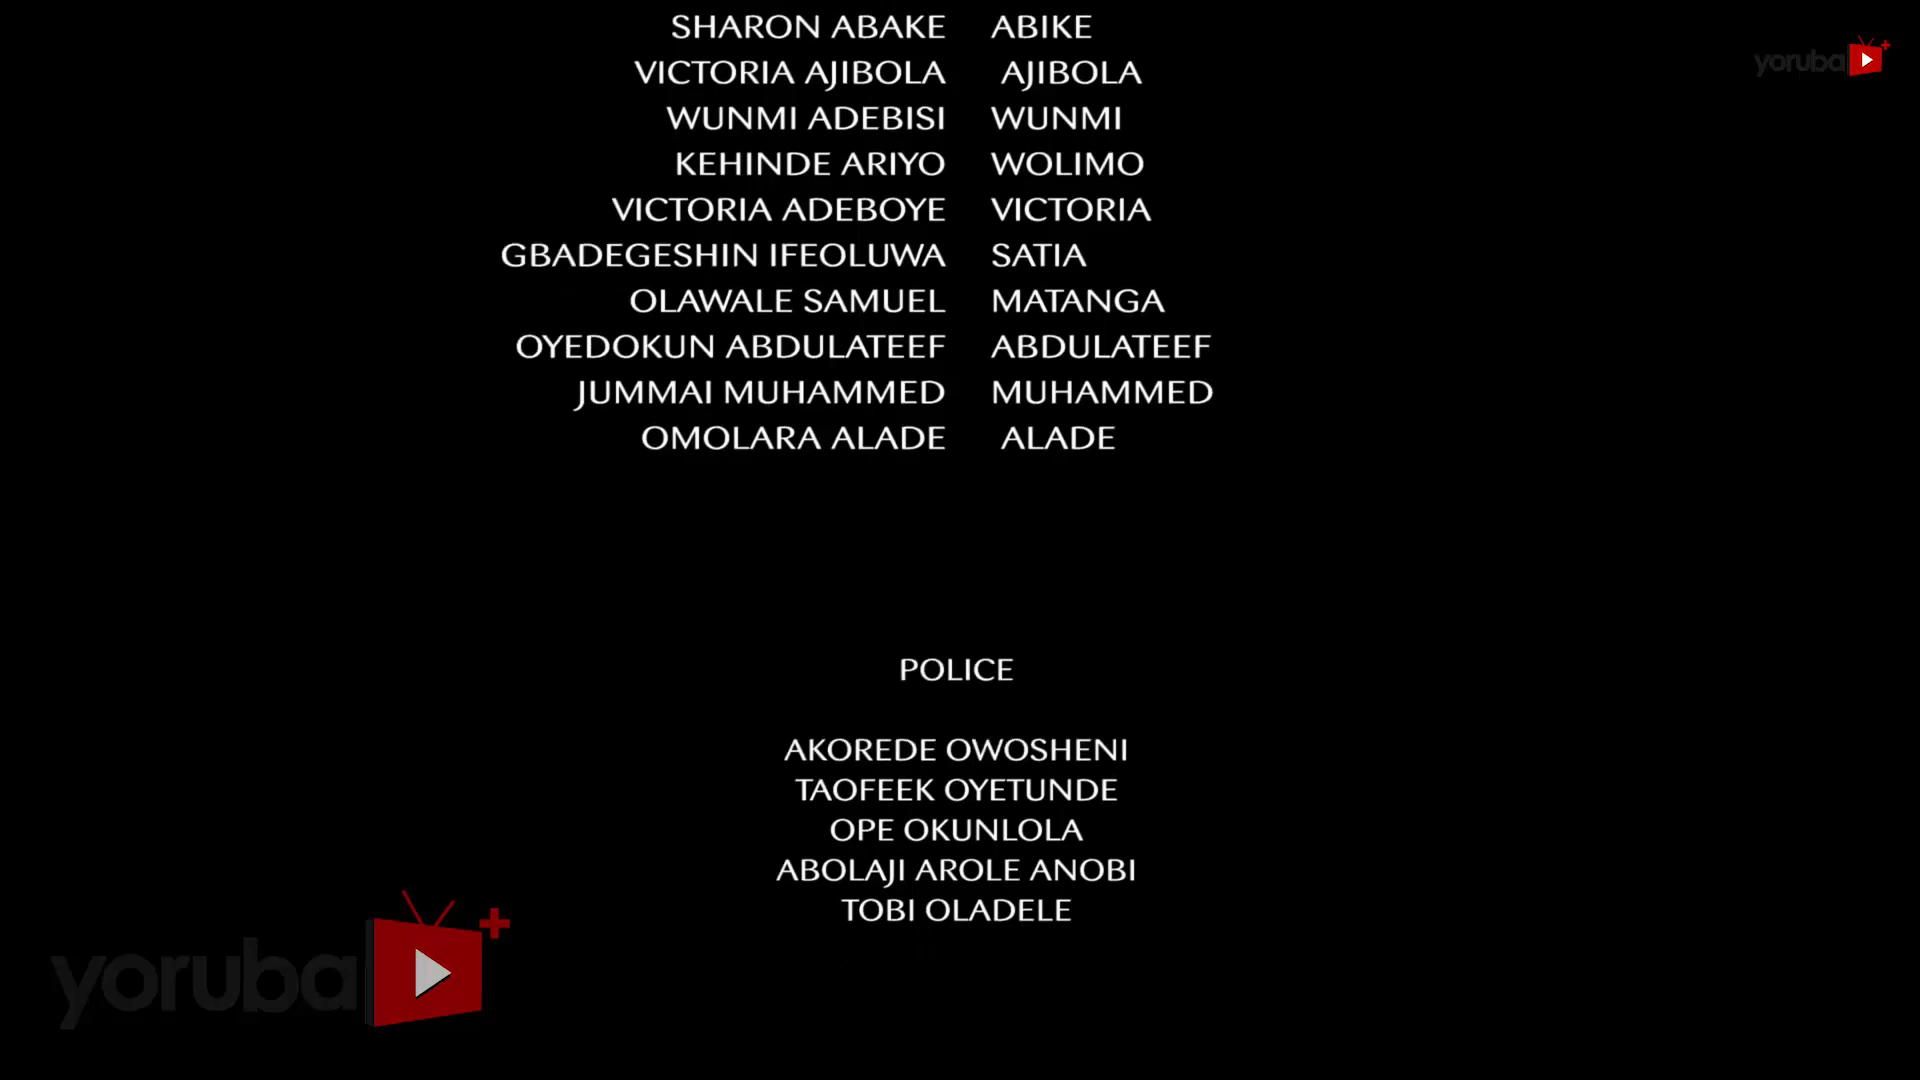 SHARON ABAKE ABIKE
yoruba
VICTORIA AJIBOLA AJIBOLA
WUNMI ADEBISI WUNMI
KEHINDE ARIYO WOLIMO
VICTORIA ADEBOYE VICTORIA
GBADEGESHIN IFEOLUWA SATIA
OLAWALE SAMUEL MATANGA
OYEDOKUN ABDULATEEF ABDULATEEF
JUMMAI MUHAMMED MUHAMMED
OMOLARA ALADE ALADE
POLICE
AKOREDE OWOSHENI
TAOFEEK OYETUNDE
OPE OKUNLOLA
ABOLAJI AROLE ANOBI
TOBI OLADELE
yoruba